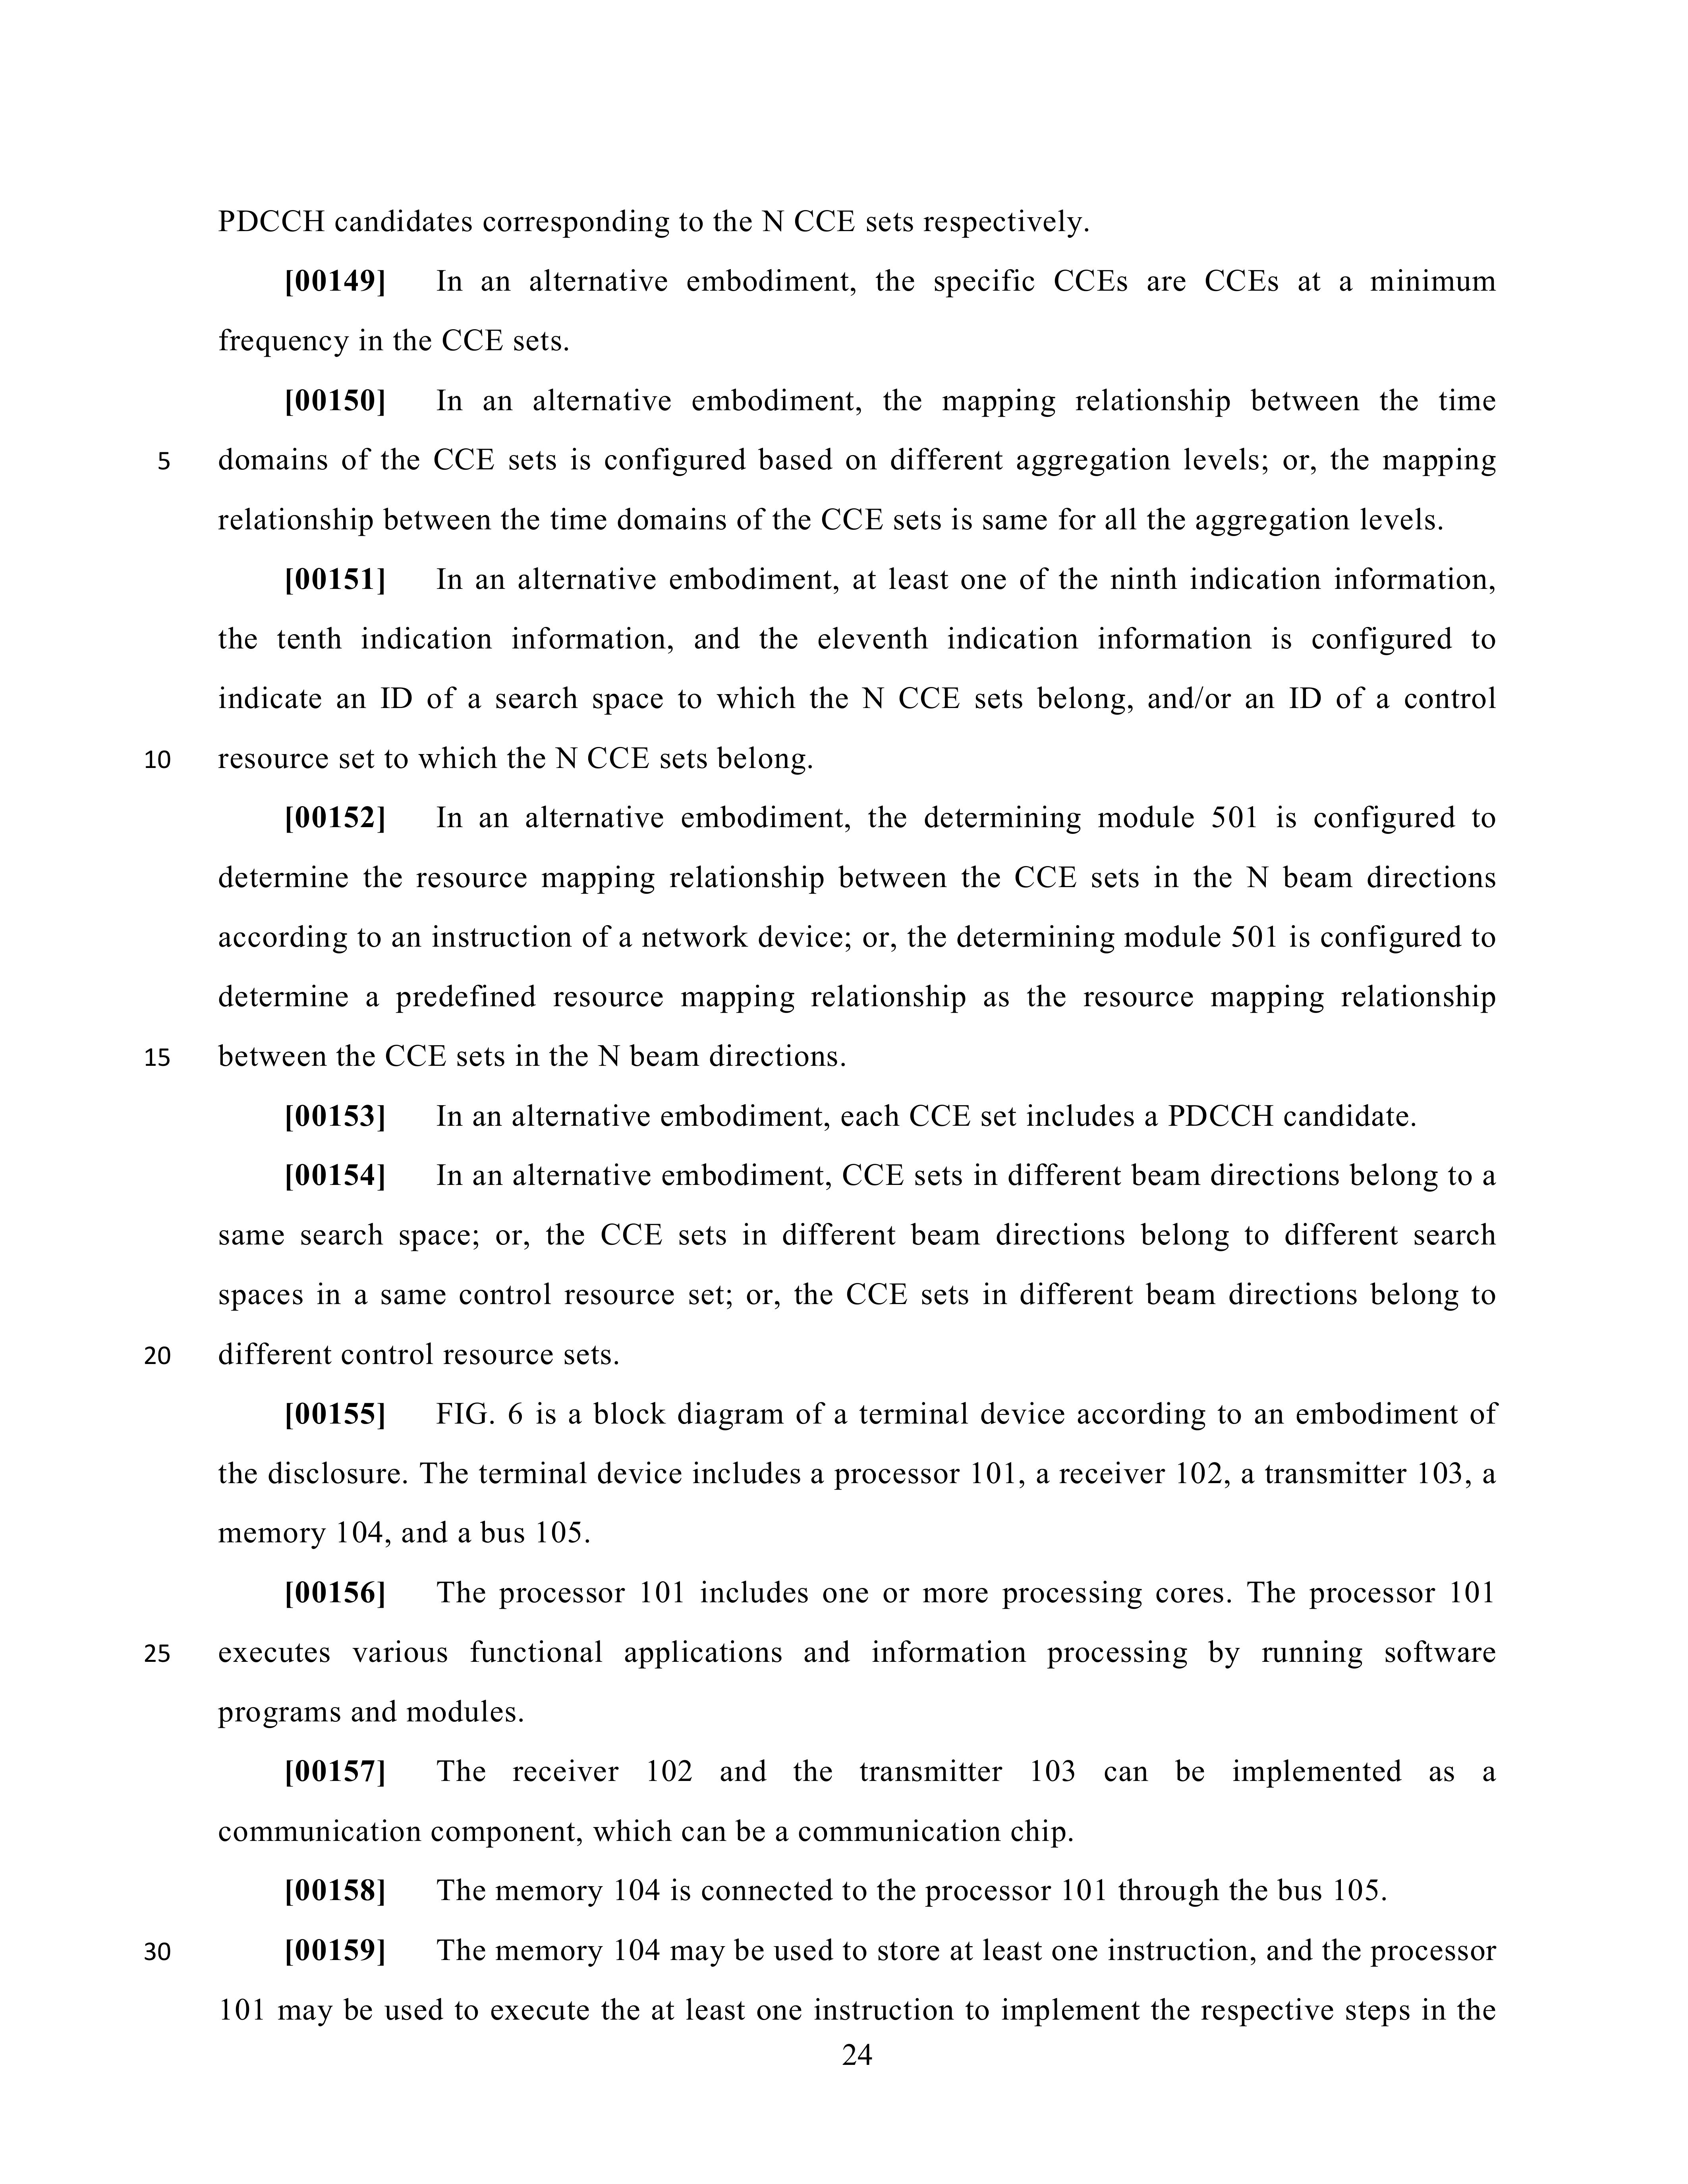 PDCCH candidates corresponding to the N CCE sets respectively.
[00149] In an alternative embodiment, the specific CCEs are CCEs at a minimum
frequency in the CCE sets.
[00150] In an alternative embodiment, the mapping relationship between the time
5 domains of the CCE sets is configured based on different aggregation levels; or, the mapping
relationship between the time domains of the CCE sets is same for all the aggregation levels.
[00151] In an alternative embodiment, at least one of the ninth indication information,
the tenth indication information, and the eleventh indication information is configured to
indicate an ID of a search space to which the N CCE sets belong, and/or an ID of a control
10 resource set to which the N CCE sets belong.
[00152] In an alternative embodiment, the determining module 501 is configured to
determine the resource mapping relationship between the CCE sets in the N beam directions
according to an instruction of a network device; or, the determining module 501 is configured to
determine a predefined resource mapping relationship as the resource mapping relationship
15 between the CCE sets in the N beam directions.
[00153] In an alternative embodiment, each CCE set includes a PDCCH candidate.
[00154] In an alternative embodiment, CCE sets in different beam directions belong to a
same search space; or, the CCE sets in different beam directions belong to different search
spaces in a same control resource set; or, the CCE sets in different beam directions belong to
20 different control resource sets.
[00155] FIG. 6 is a block diagram of a terminal device according to an embodiment of
the disclosure. The terminal device includes a processor 101, a receiver 102, a transmitter 103, a
memory 104, and a bus 105.
[00156] The processor 101 includes one or more processing cores. The processor 101
25 executes various functional applications and information processing by running software
programs and modules.
[00157] The receiver 102 and the transmitter 103 can be implemented as a
communication component, which can be a communication chip.
[00158] The memory 104 is connected to the processor 101 through the bus 105.
30 [00159] The memory 104 may be used to store at least one instruction, and the processor
101 may be used to execute the at least one instruction to implement the respective steps in the
24